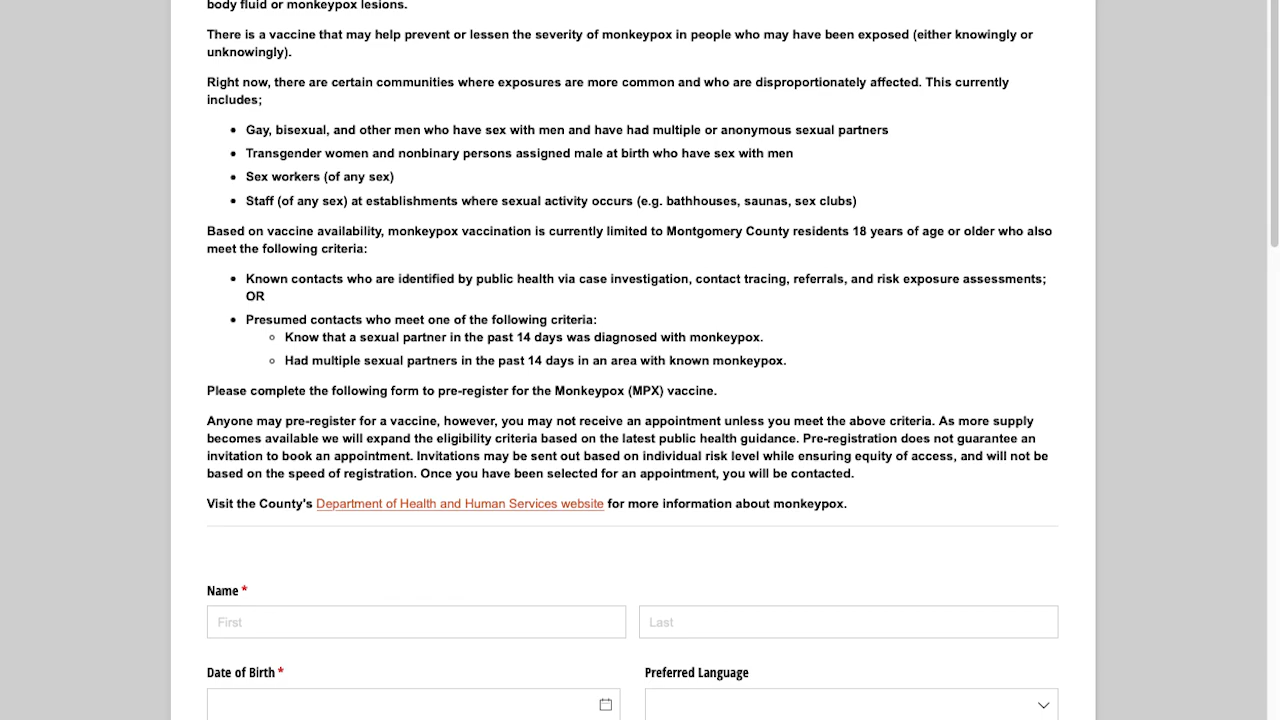 body fluid or monkeypox lesions.
There is a vaccine that may help prevent or lessen the severity of monkeypox in people who may have been exposed (either knowingly or
unknowingly).
Right now, there are certain communities where exposures are more common and who are disproportionately affected. This currently
includes;
• Gay, bisexual, and other men who have sex with men and have had multiple or anonymous sexual partners
• Transgender women and nonbinary persons assigned male at birth who have sex with men
• Sex workers (of any sex)
• Staff (of any sex) at establishments where sexual activity occurs (e.g. bathhouses, saunas, sex clubs)
Based on vaccine availability, monkeypox vaccination is currently limited to Montgomery County residents 18 years of age or older who also
meet the following criteria:
• Known contacts who are identified by public health via case investigation, contact tracing, referrals, and risk exposure assessments;
OR
• Presumed contacts who meet one of the following criteria:
◦ Know that a sexual partner in the past 14 days was diagnosed with monkeypox.
◦ Had multiple sexual partners in the past 14 days in an area with known monkeypox.
Please complete the following form to pre-register for the Monkeypox (MPX) vaccine.
Anyone may pre-register for a vaccine, however, you may not receive an appointment unless you meet the above criteria. As more supply
becomes available we will expand the eligibility criteria based on the latest public health guidance. Pre-registration does not guarantee an
invitation to book an appointment. Invitations may be sent out based on individual risk level while ensuring equity of access, and will not be
based on the speed of registration. Once you have been selected for an appointment, you will be contacted.
Visit the County's Department of Health and Human Services website for more information about monkeypox.
Name *
First Last
Date of Birth * Preferred Language